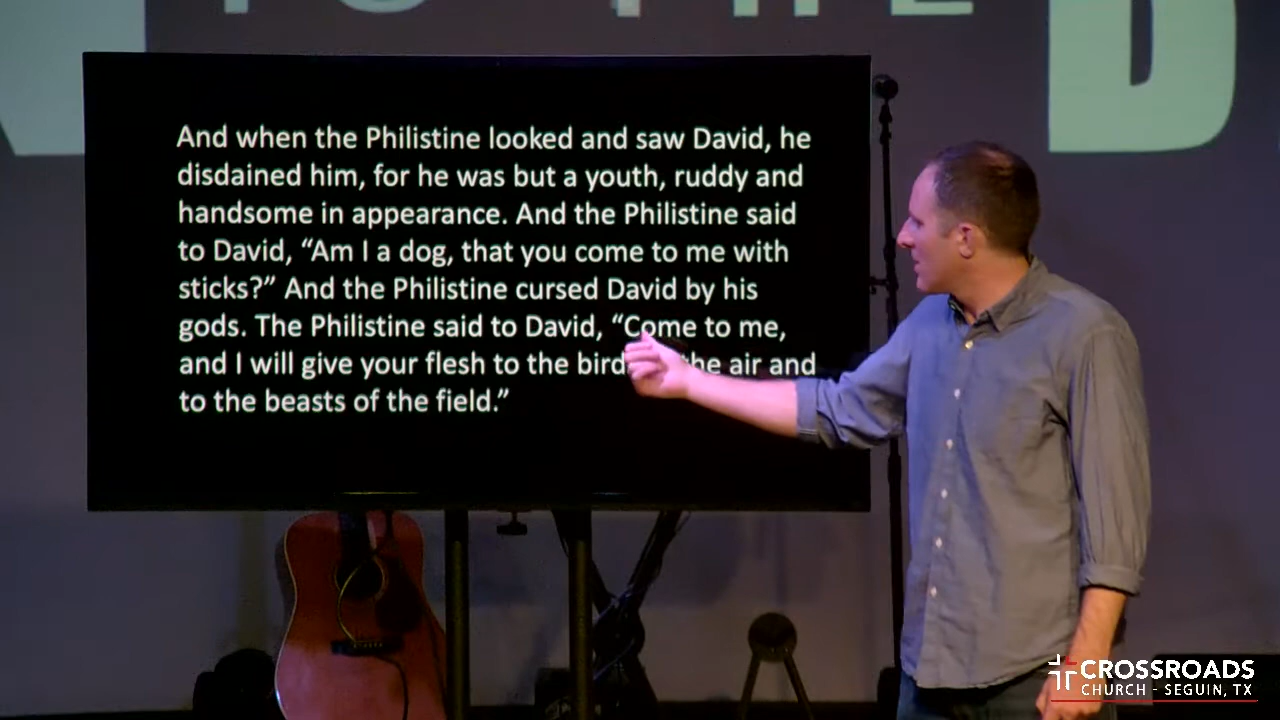 TO THE
And when the Philistine looked and saw David, he
disdained him, for he was but a youth, ruddy and
handsome in appearance. And the Philistine said
to David, “Am I a dog, that you come to me with
sticks?” And the Philistine cursed David by his
gods. The Philistine said to David, “Come to me,
and I will give your flesh to the air and
to the beasts of the field.”
CROSSROADS
CHURCH - SEGUIN, TX